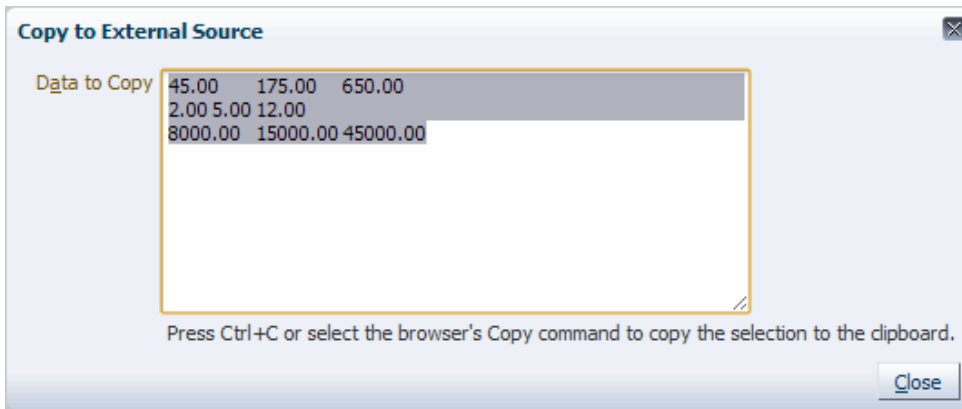 Copy to External Source
Data to Copy
45.00 175.00 650.00
2.00 5.00 12.00
8000.00 15000.00 45000.00
Press Ctrl+C or select the browser's Copy command to copy the selection to the clipboard.
Close